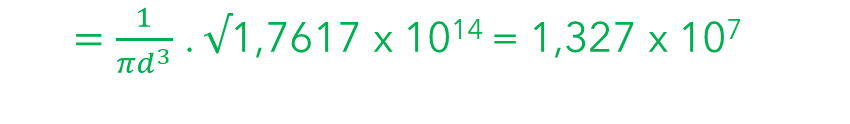 = 1/πd³ . √1,7617 x 10¹⁴ = 1,327 x 10⁷